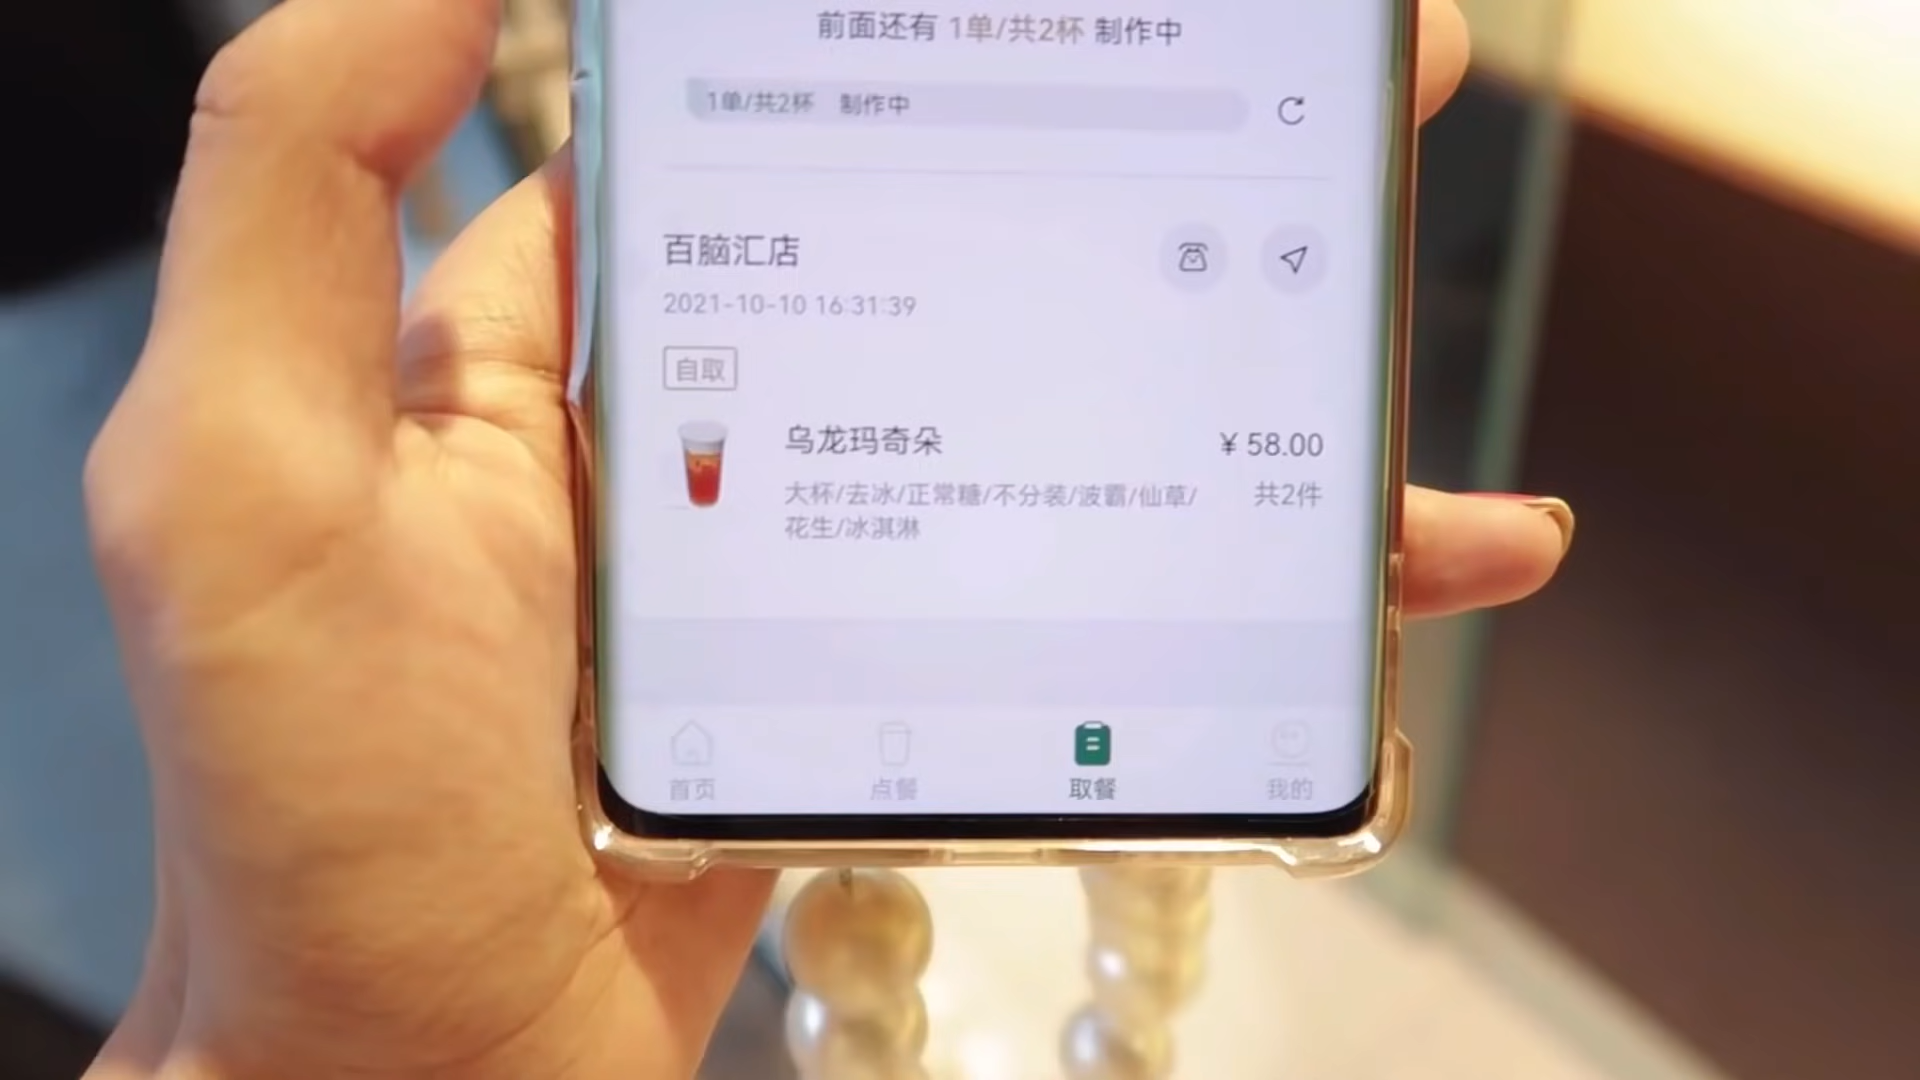 前面还有 1单/共2杯 制作中
1单/共2杯 制作中
百脑汇店
2021-10-10 16:31:39
自取
乌龙玛奇朵 ¥ 58.00
大杯/去冰/正常糖/不分装/波霸/仙草/ 共2件
花生/冰淇淋
首页 点餐 取餐 我的